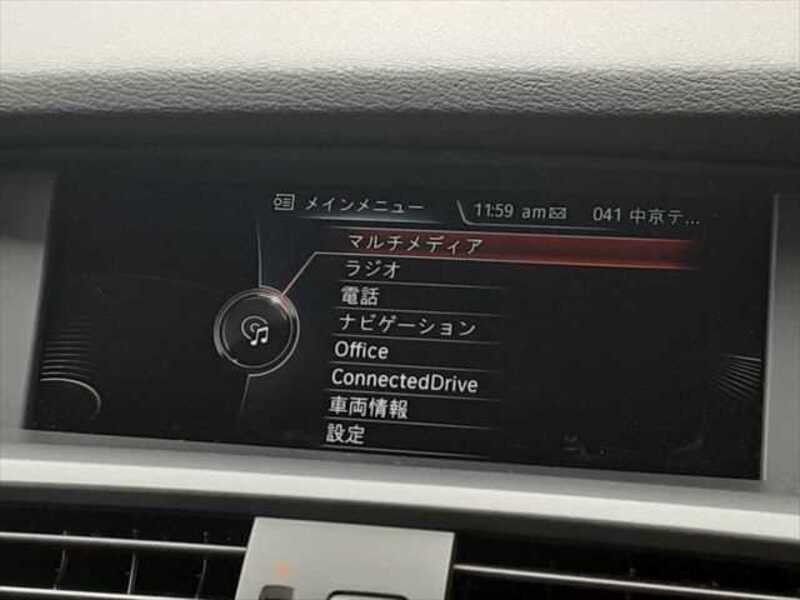 メインメニュー 11:59 am 041 中京テ...
マルチメディア
ラジオ
電話
ナビゲーション
Office
ConnectedDrive
車両情報
設定